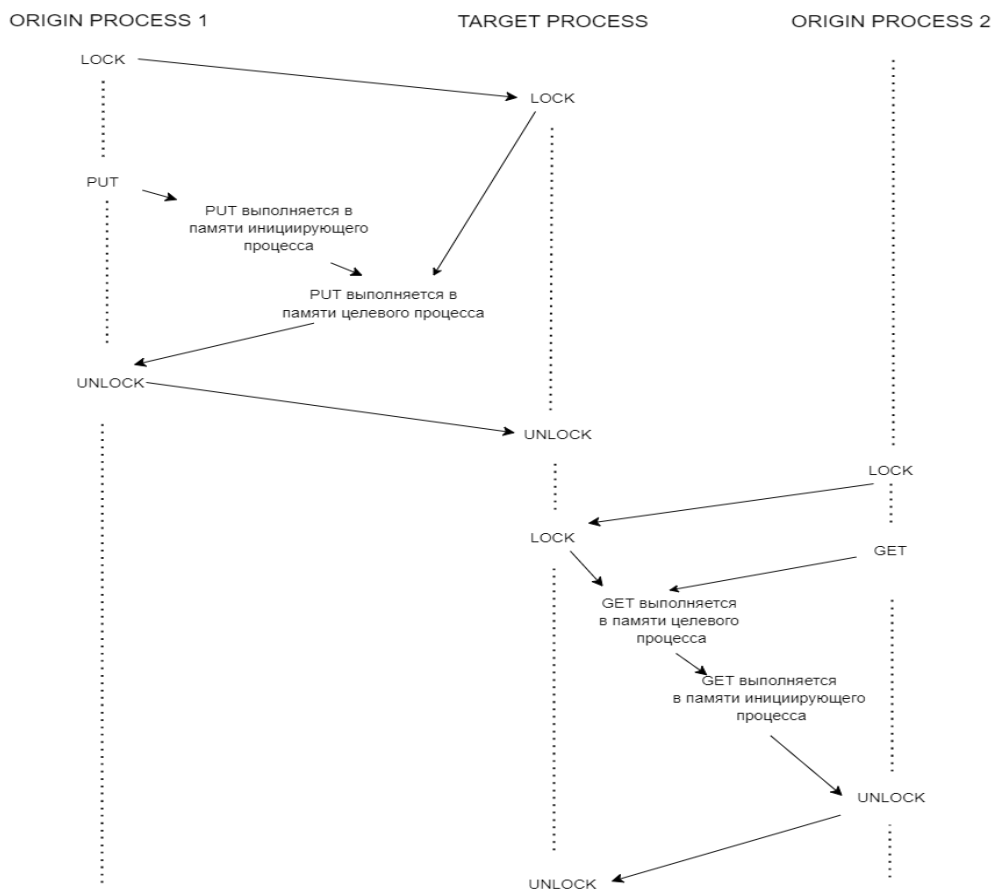 ORIGIN PROCESS 1
TARGET PROCESS
ORIGIN PROCESS 2
LOCK
LOCK
PUT
PUT выполняется в
памяти инициирующего
процесса
PUT выполняется в
памяти целевого процесса
UNLOCK
UNLOCK
LOCK
LOCK
GET
GET выполняется
в памяти целевого
процесса
GET выполняется
в памяти инициирующего
процесса
UNLOCK
UNLOCK